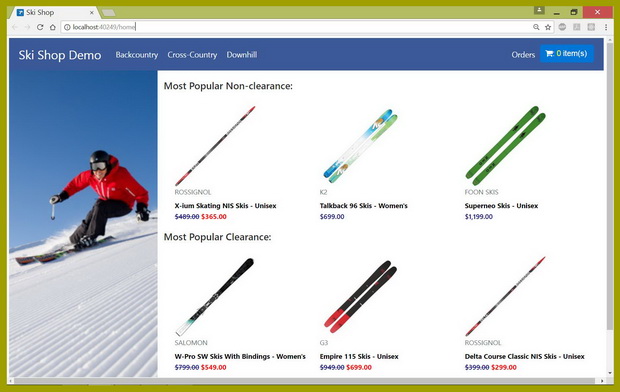 Ski Shop
localhost:40249/home
Ski Shop Demo Backcountry Cross-Country Downhill Orders 0 item(s)
Most Popular Non-clearance:
ROSSIGNOL K2 FOON SKIS
X-ium Skating NIS Skis - Unisex Talkback 96 Skis - Women's Superneo Skis - Unisex
$489.00 $365.00 $699.00 $1,199.00
Most Popular Clearance:
SALOMON G3 ROSSIGNOL
W-Pro SW Skis With Bindings - Women's Empire 115 Skis - Unisex Delta Course Classic NIS Skis - Unisex
$799.00 $549.00 $949.00 $699.00 $399.00 $299.00